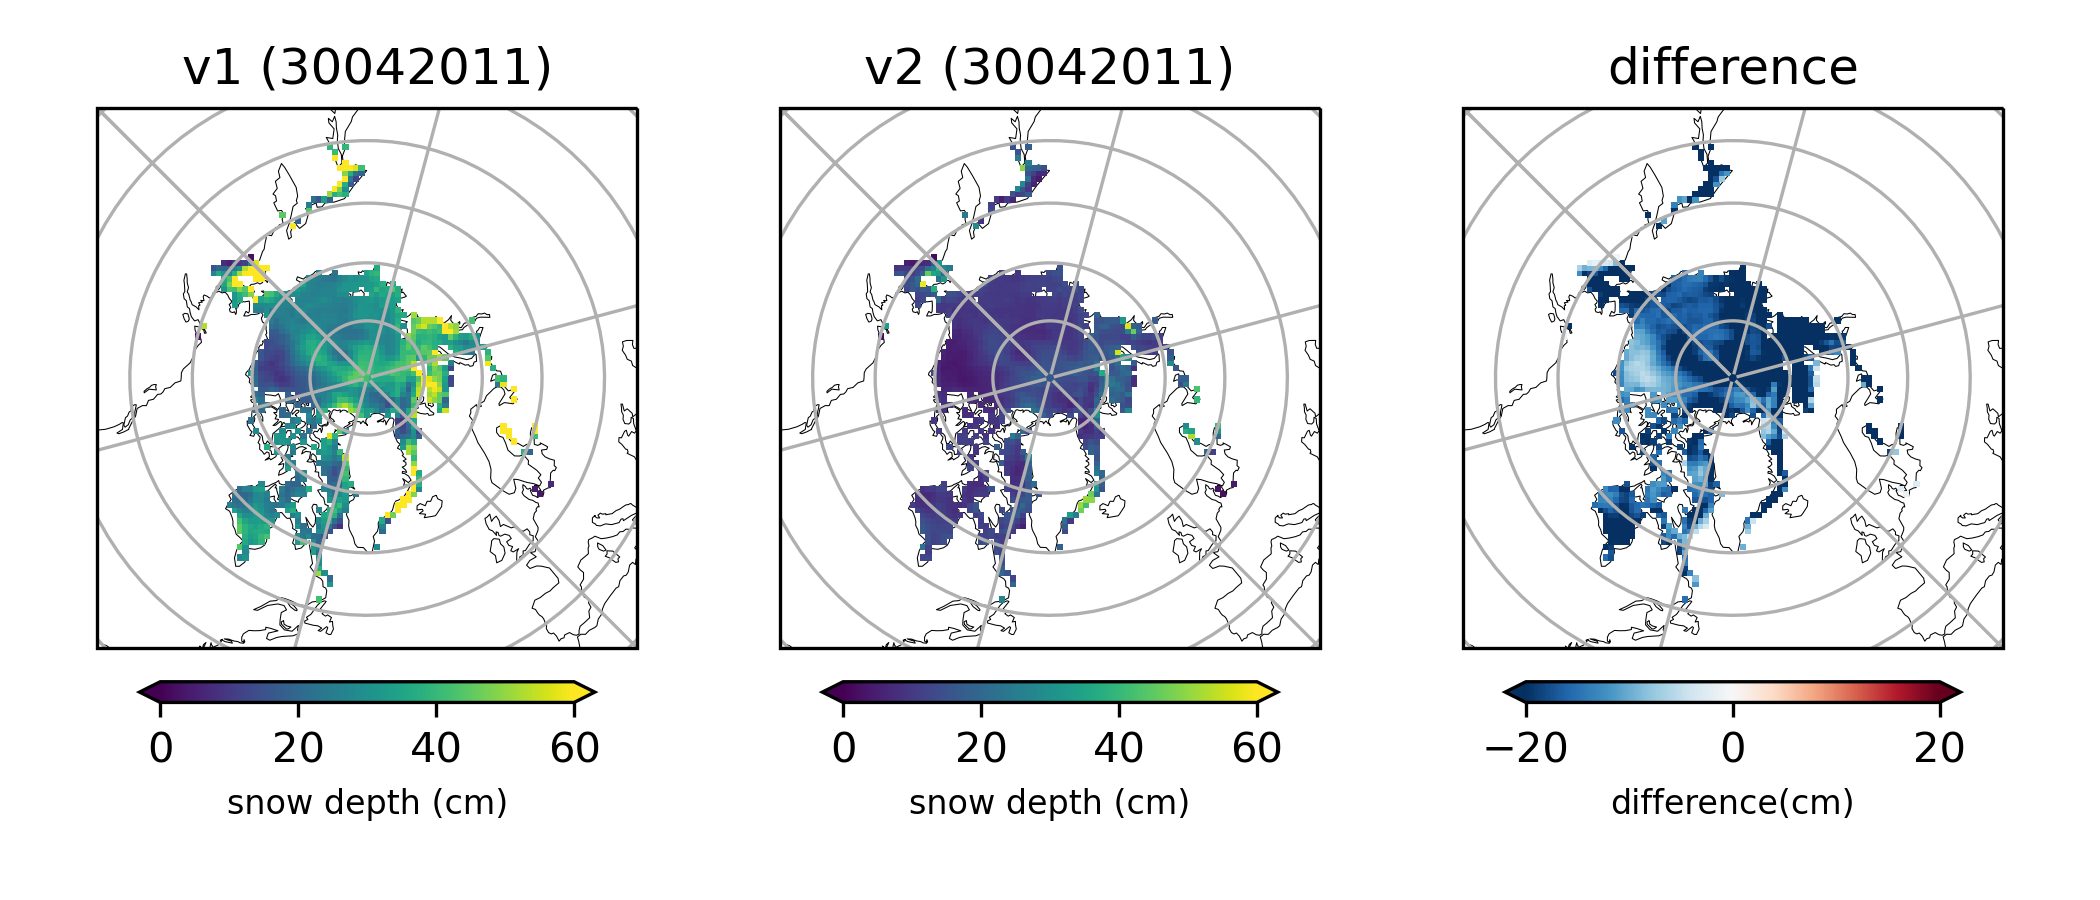 v1 (30042011)
v2 (30042011)
difference
0 20 40 60
snow depth (cm)
0 20 40 60
snow depth (cm)
−20 0 20
difference(cm)